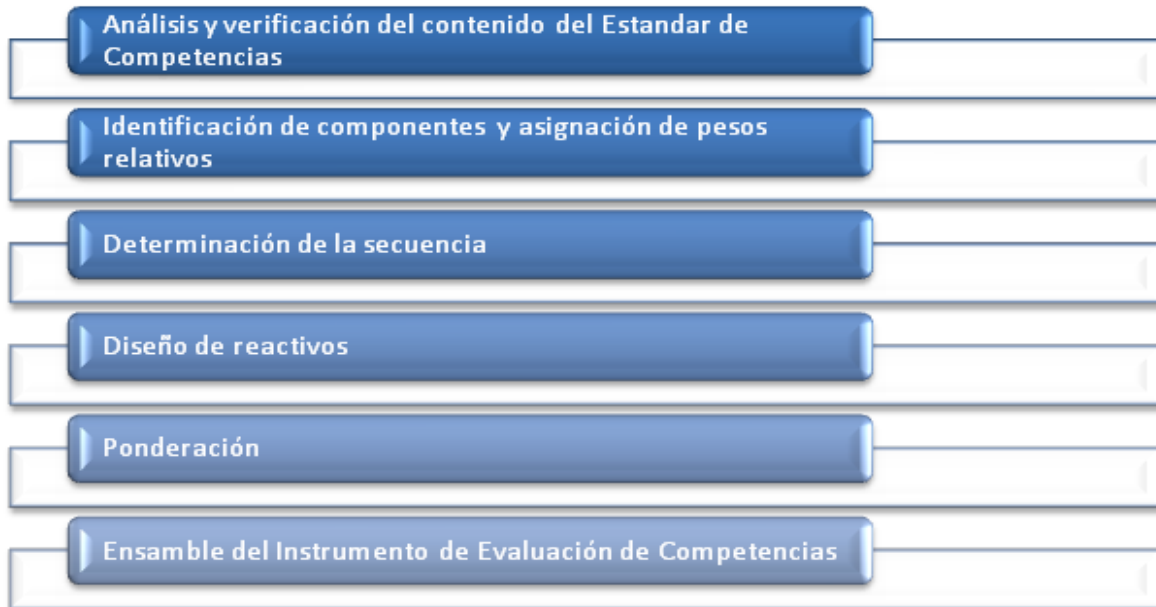 Análisis y verificación del contenido del Estandar de
Competencias
Identificación de componentes y asignación de pesos
relativos
Determinación de la secuencia
Diseño de reactivos
Ponderación
Ensamble del Instrumento de Evaluación de Competencias